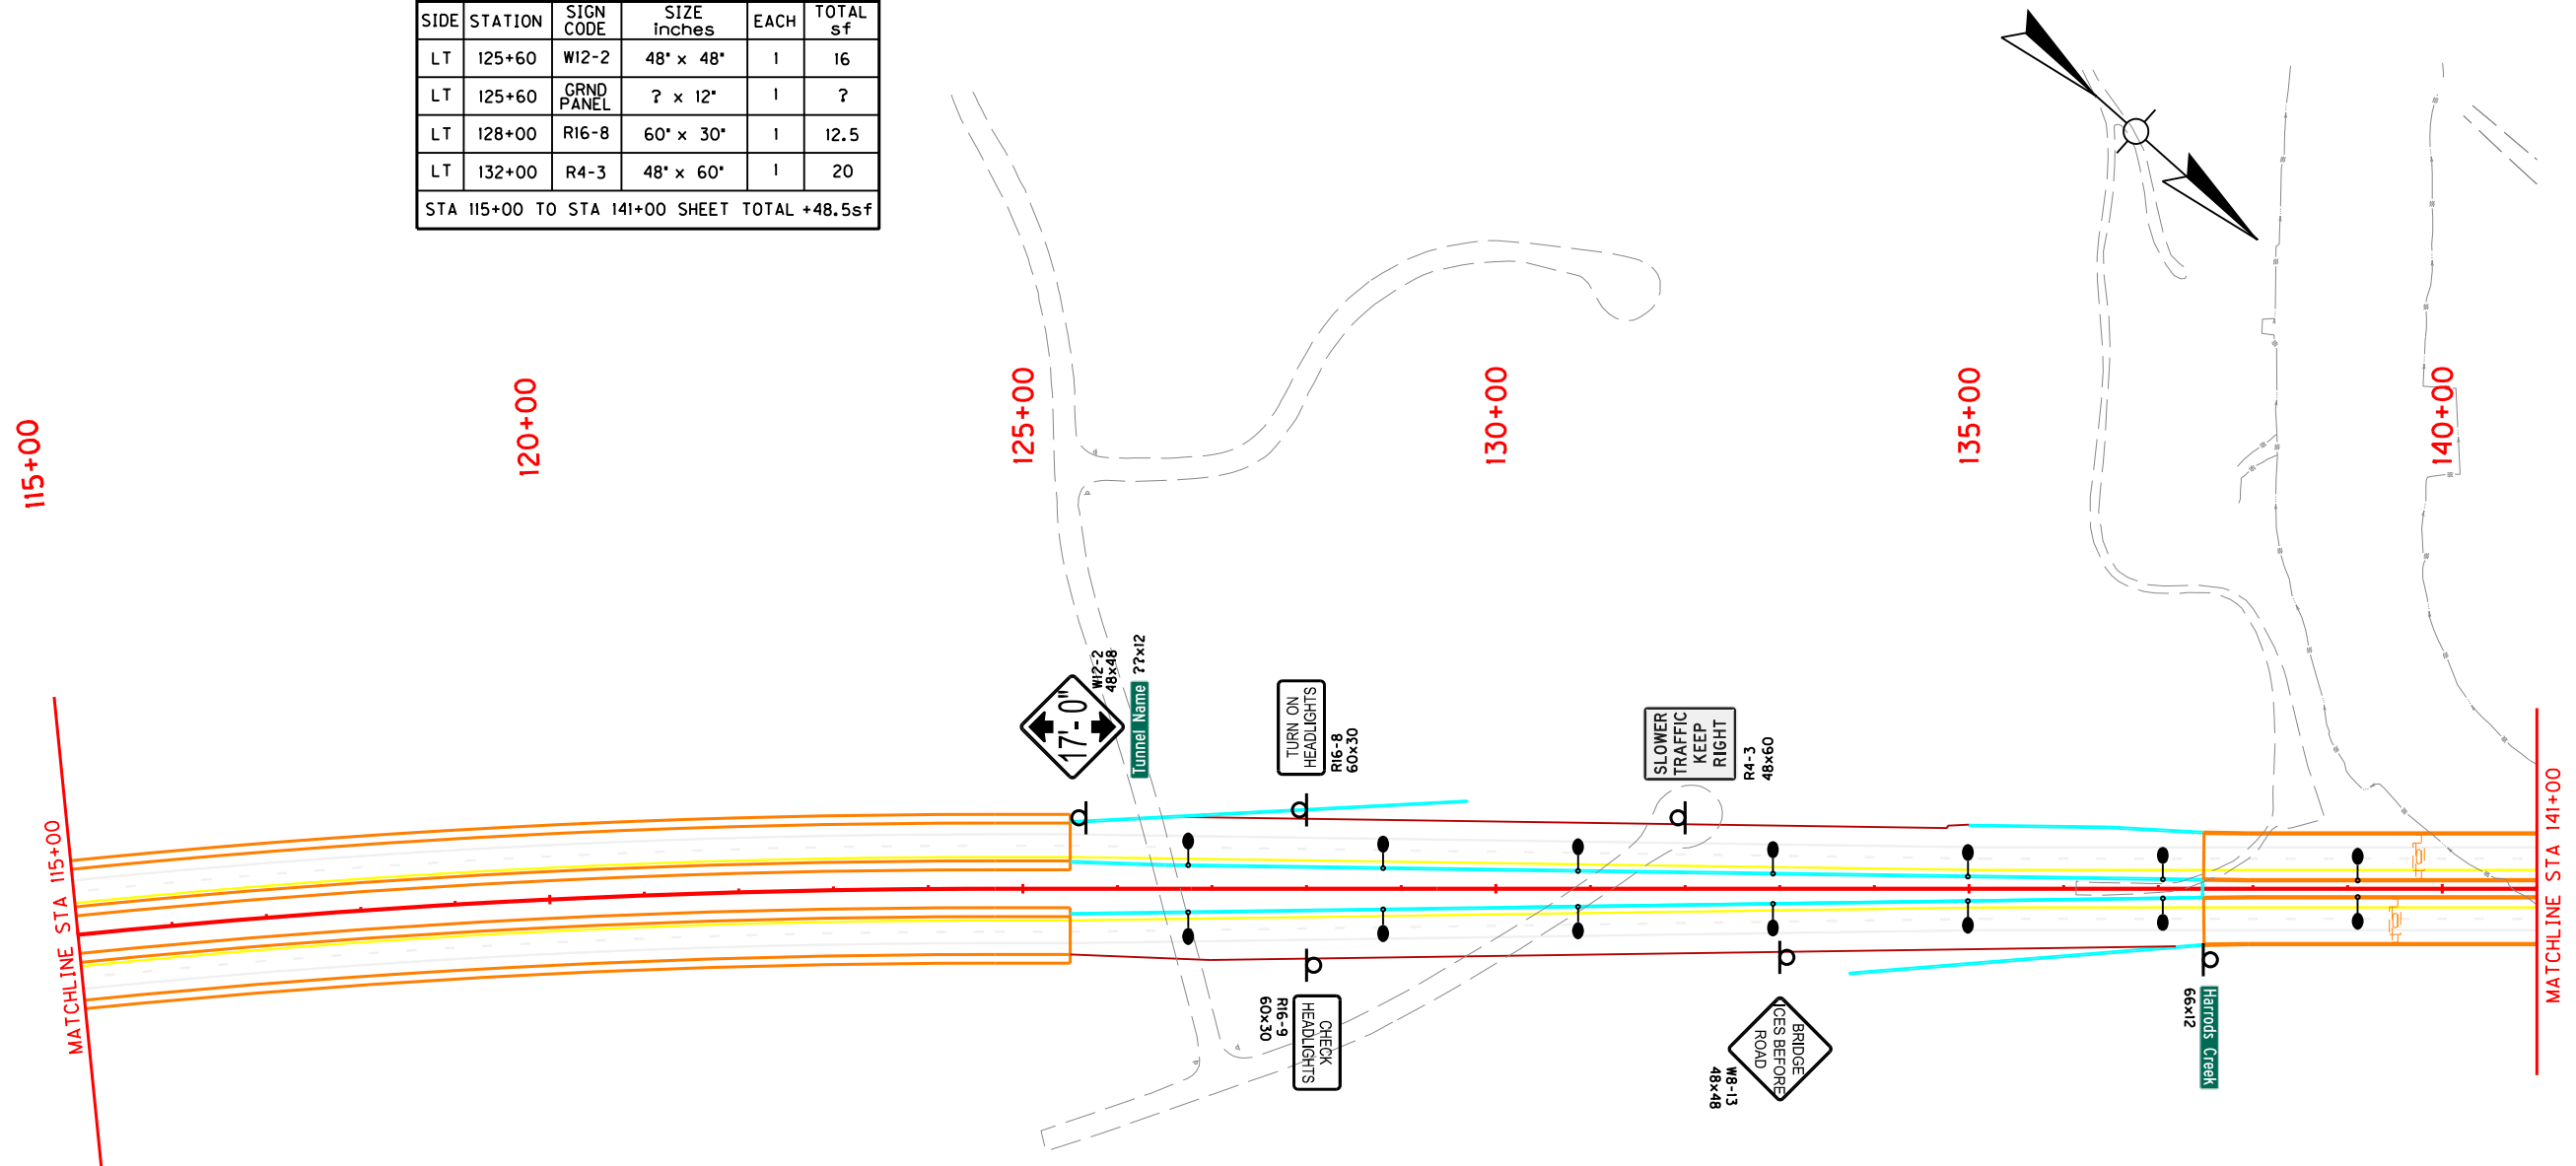 SIDE STATION SIGN CODE SIZE inches EACH TOTAL sf
LT 125+60 W12-2 48" x 48" 1 16
LT 125+60 GRND PANEL ? x 12" 1 ?
LT 128+00 R16-8 60" x 30" 1 12.5
LT 132+00 R4-3 48" x 60" 1 20
STA 115+00 TO STA 141+00 SHEET TOTAL +48.5sf
115+00
120+00
125+00
130+00
135+00
140+00
MATCHLINE STA 115+00
17'-0"
W12-2
48x48
Tunnel Name
??x12
TURN ON
HEADLIGHTS
R16-8
60x30
SLOWER
TRAFFIC
KEEP
RIGHT
R4-3
48x60
CHECK
HEADLIGHTS
R16-9
60x30
BRIDGE
ICES BEFORE
ROAD
W8-13
48x48
Harrods Creek
66x12
MATCHLINE STA 141+00